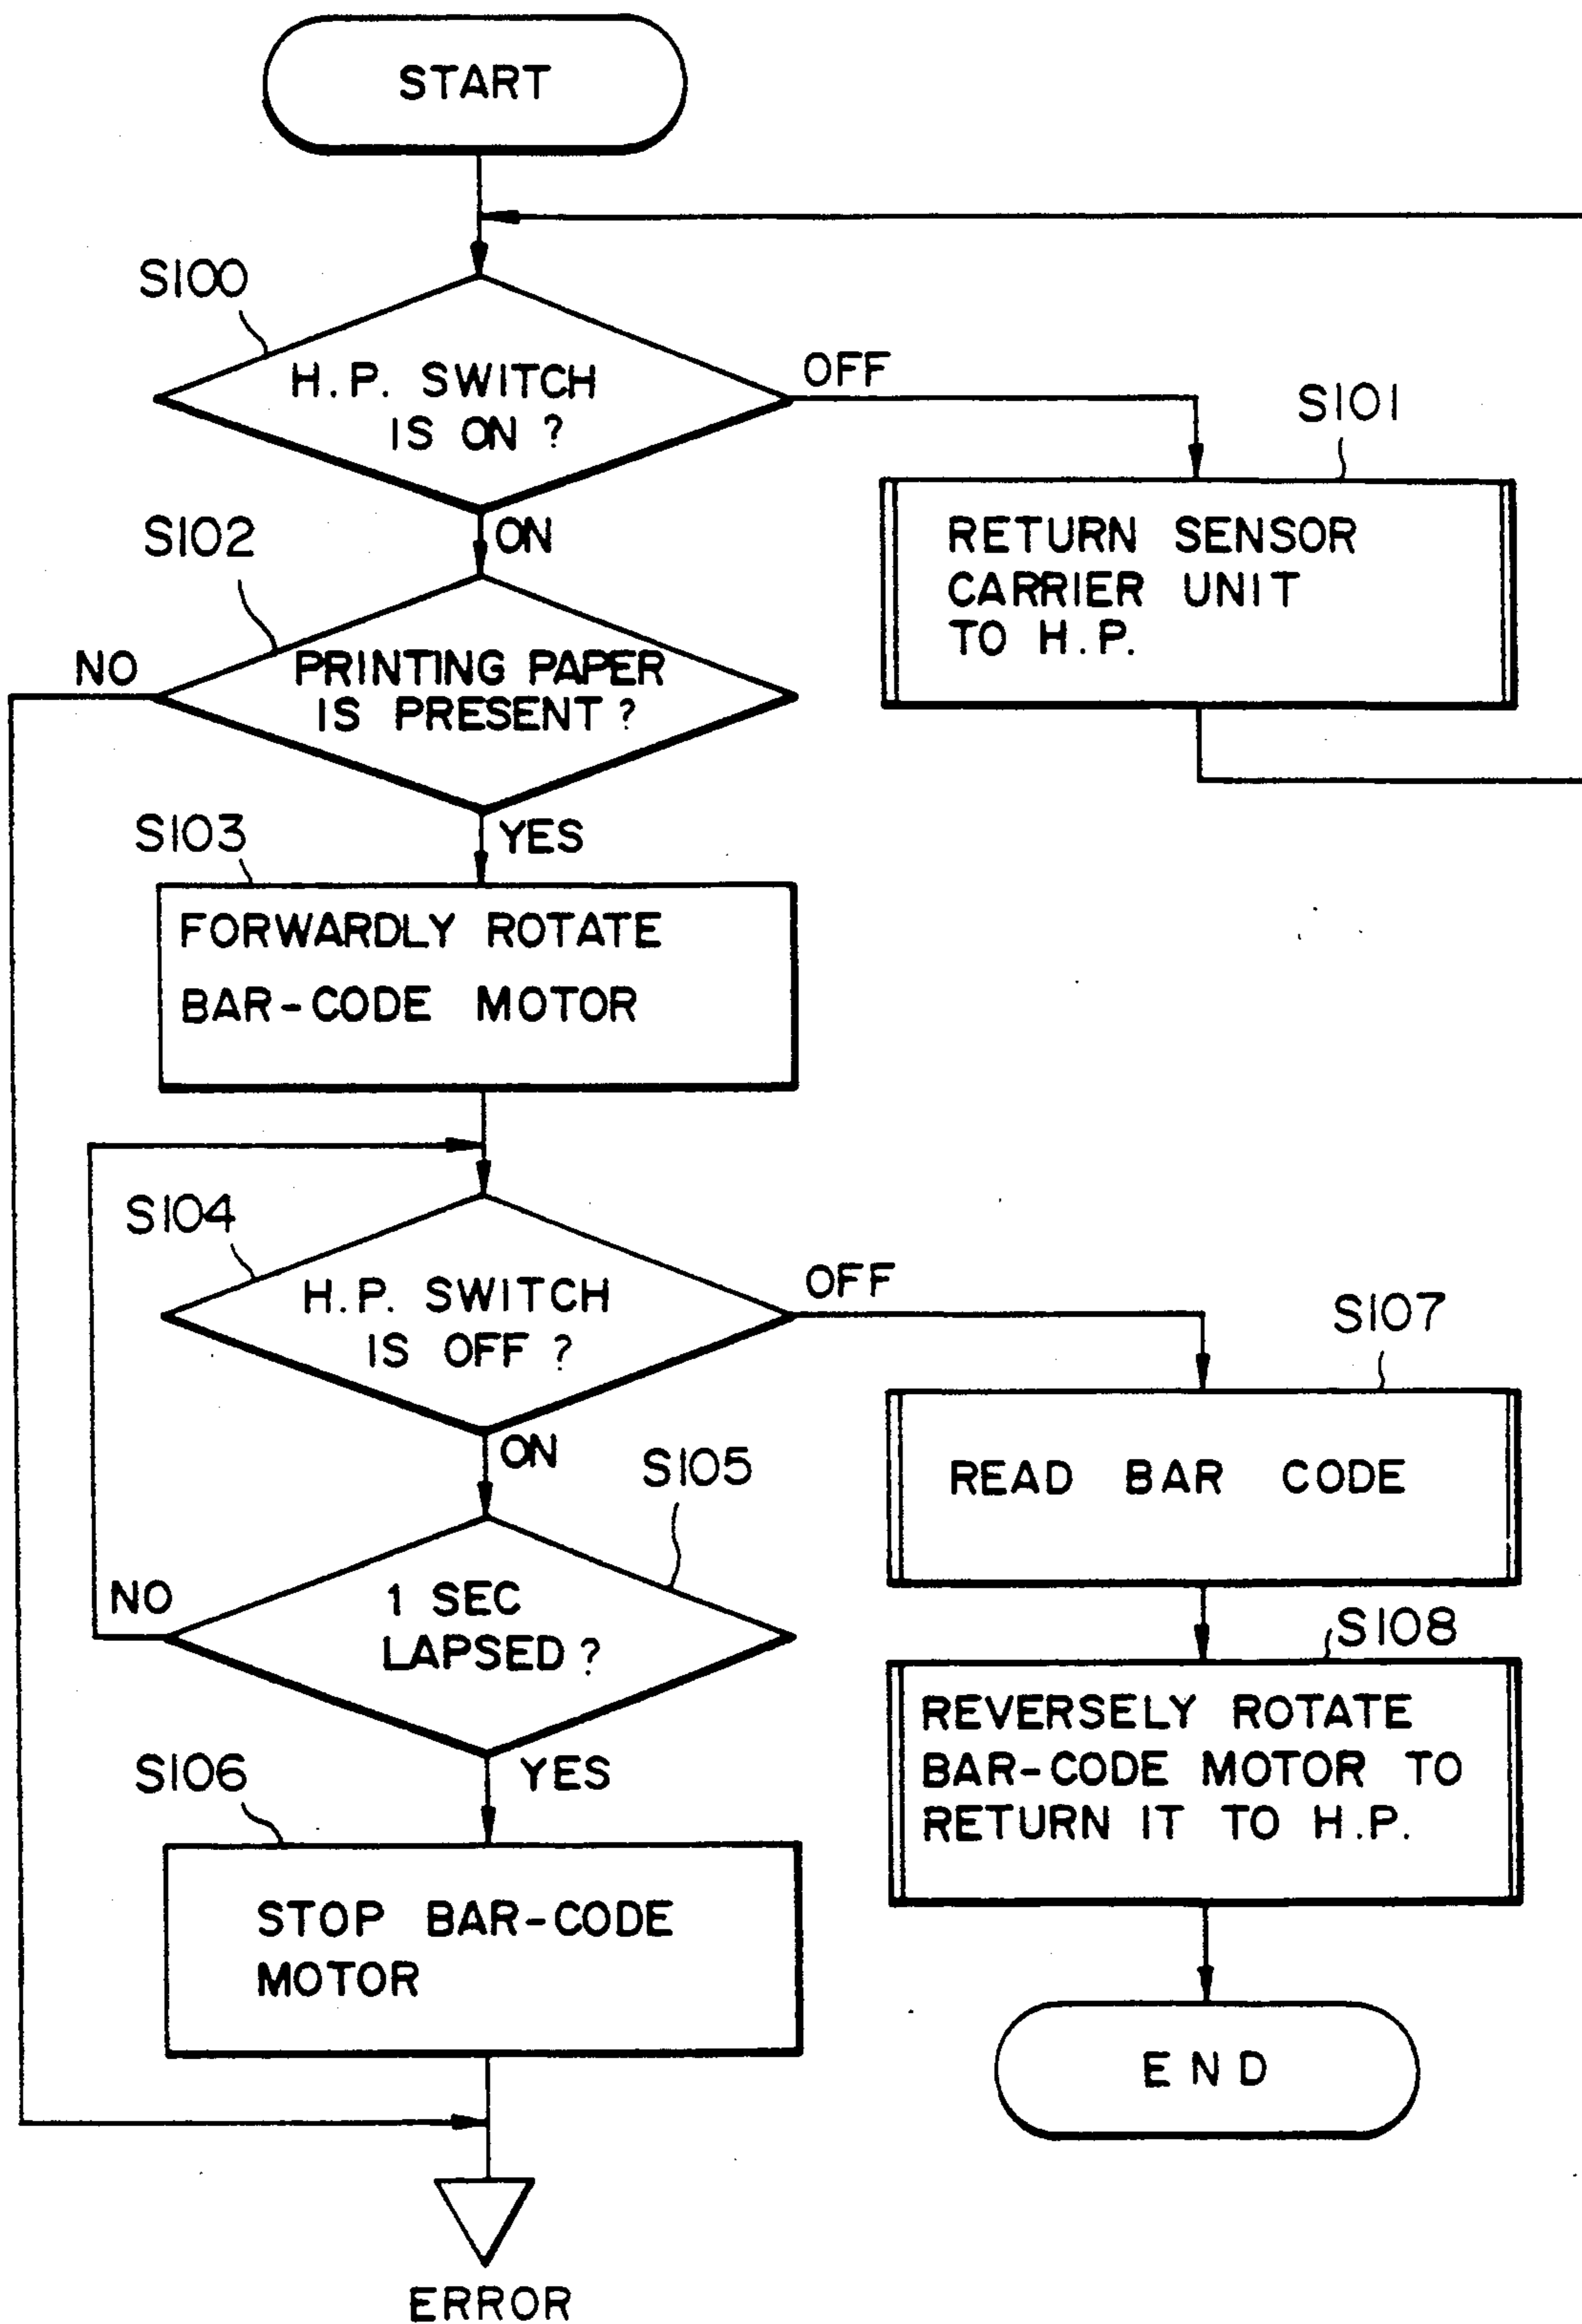 START
S100
H.P. SWITCH
IS ON ?
OFF
S101
RETURN SENSOR
CARRIER UNIT
TO H.P.
ON
S102
NO
PRINTING PAPER
IS PRESENT ?
YES
S103
FORWARDLY ROTATE
BAR-CODE MOTOR
S104
H.P. SWITCH
IS OFF ?
OFF
S107
READ BAR CODE
ON
S105
NO
1 SEC
LAPSED ?
YES
S108
REVERSELY ROTATE
BAR-CODE MOTOR TO
RETURN IT TO H.P.
S106
STOP BAR-CODE
MOTOR
END
ERROR